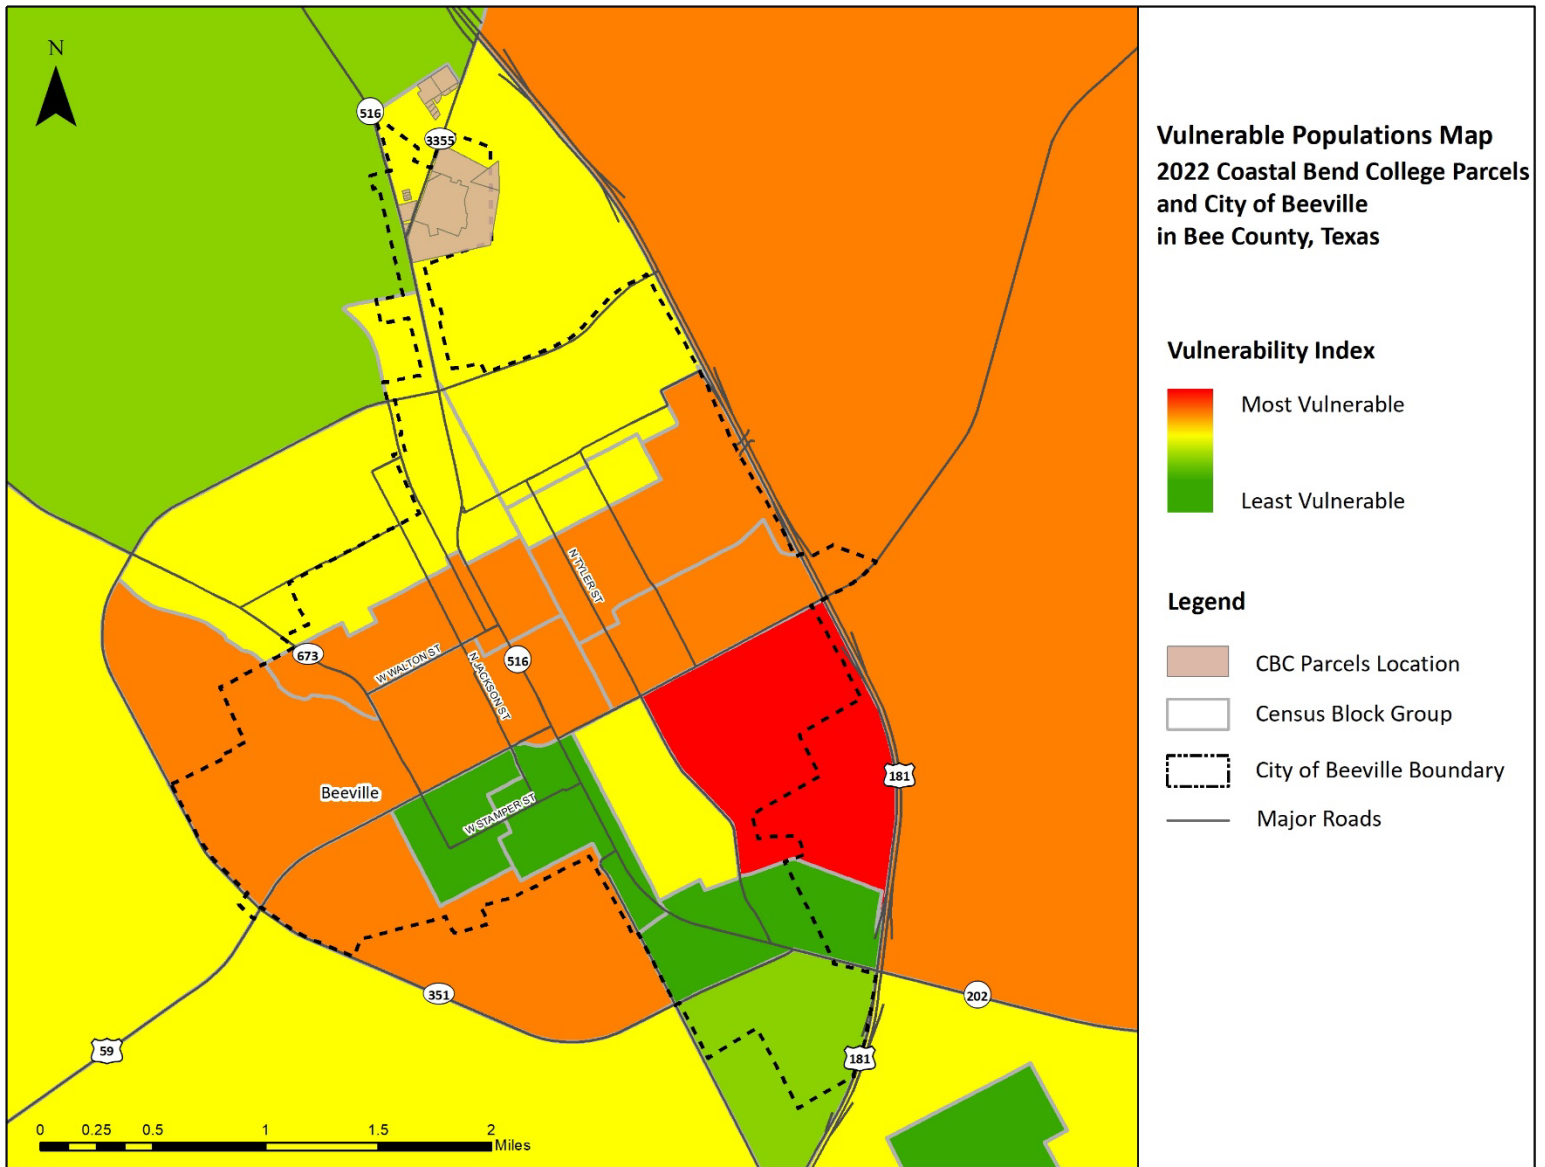 N
516
3355
N TYLER ST
673
W WALTON ST
N JACKSON ST
516
Beeville
W STAMPER ST
181
351
202
59
181
0 0.25 0.5 1 1.5 2
Miles
Vulnerable Populations Map
2022 Coastal Bend College Parcels
and City of Beeville
in Bee County, Texas
Vulnerability Index
Most Vulnerable
Least Vulnerable
Legend
CBC Parcels Location
Census Block Group
City of Beeville Boundary
Major Roads